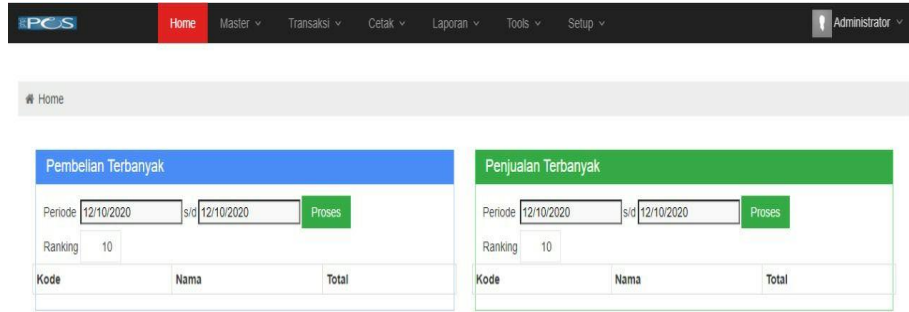 PCS Home Master Transaksi Cetak Laporan Tools Setup Administrator
Home
Pembelian Terbanyak
Periode 12/10/2020 s/d 12/10/2020 Proses
Ranking 10
Kode Nama Total
Penjualan Terbanyak
Periode 12/10/2020 s/d 12/10/2020 Proses
Ranking 10
Kode Nama Total